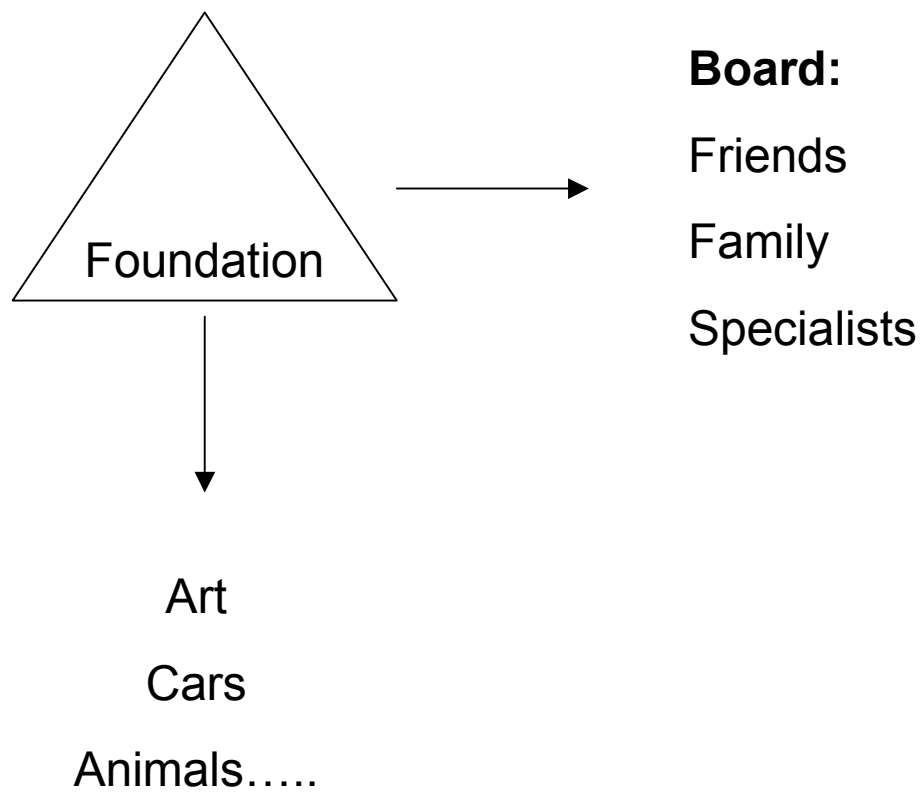 Foundation
Board:
Friends
Family
Specialists
Art
Cars
Animals…..